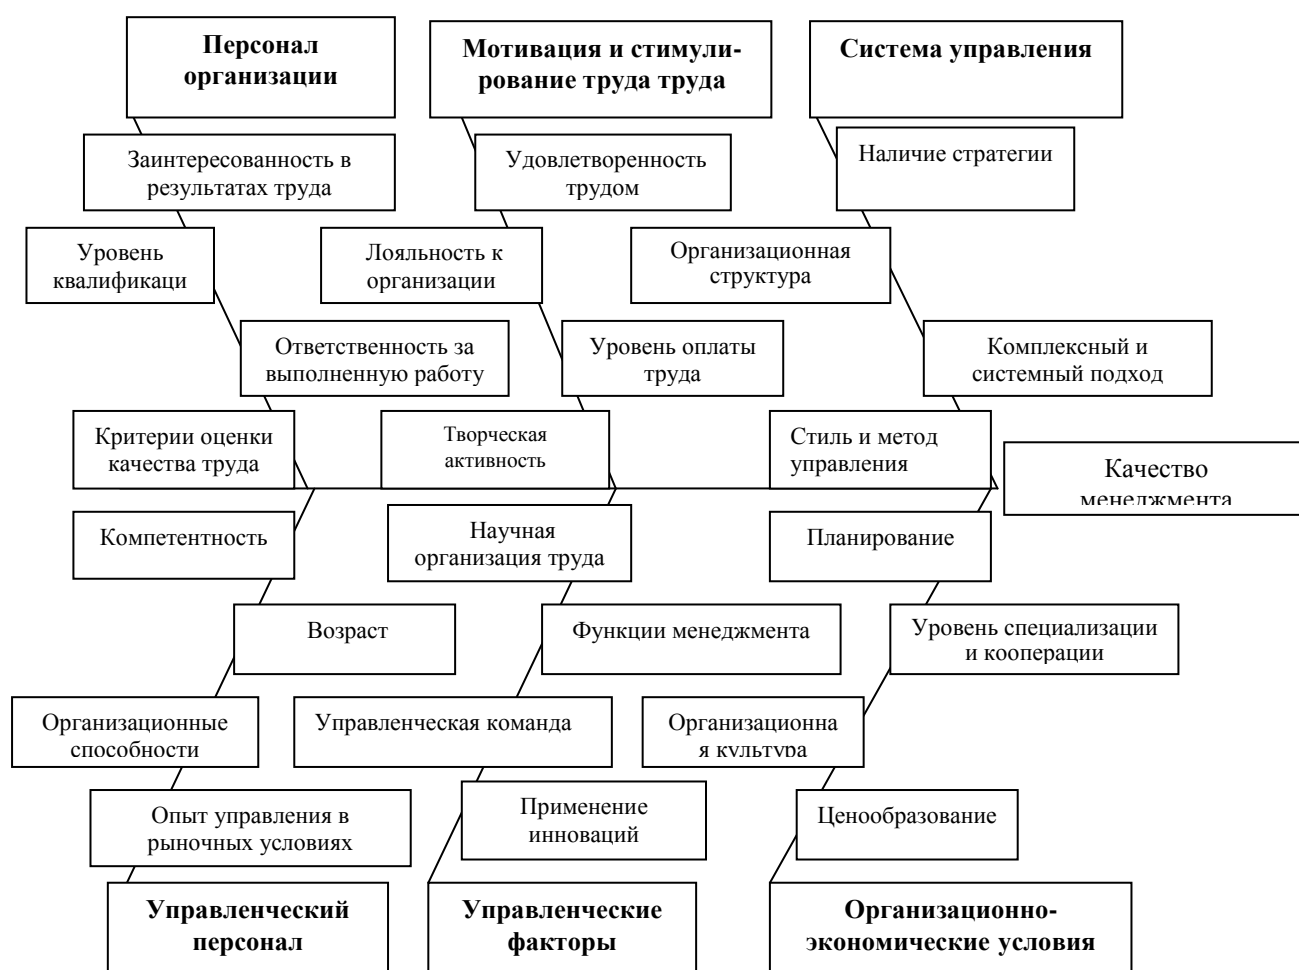 Персонал
организации
Мотивация и стимули-
рование труда труда
Система управления
Заинтересованность в
результатах труда
Удовлетворенность
трудом
Наличие стратегии
Уровень
квалификаци
Лояльность к
организации
Организационная
структура
Ответственность за
выполненную работу
Уровень оплаты
труда
Комплексный и
системный подход
Критерии оценки
качества труда
Творческая
активность
Стиль и метод
управления
Качество
менеджмента
Компетентность
Научная
организация труда
Планирование
Возраст
Функции менеджмента
Уровень специализации
и кооперации
Организационные
способности
Управленческая команда
Организационна
я культура
Опыт управления в
рыночных условиях
Применение
инноваций
Ценообразование
Управленческий
персонал
Управленческие
факторы
Организационно-
экономические условия